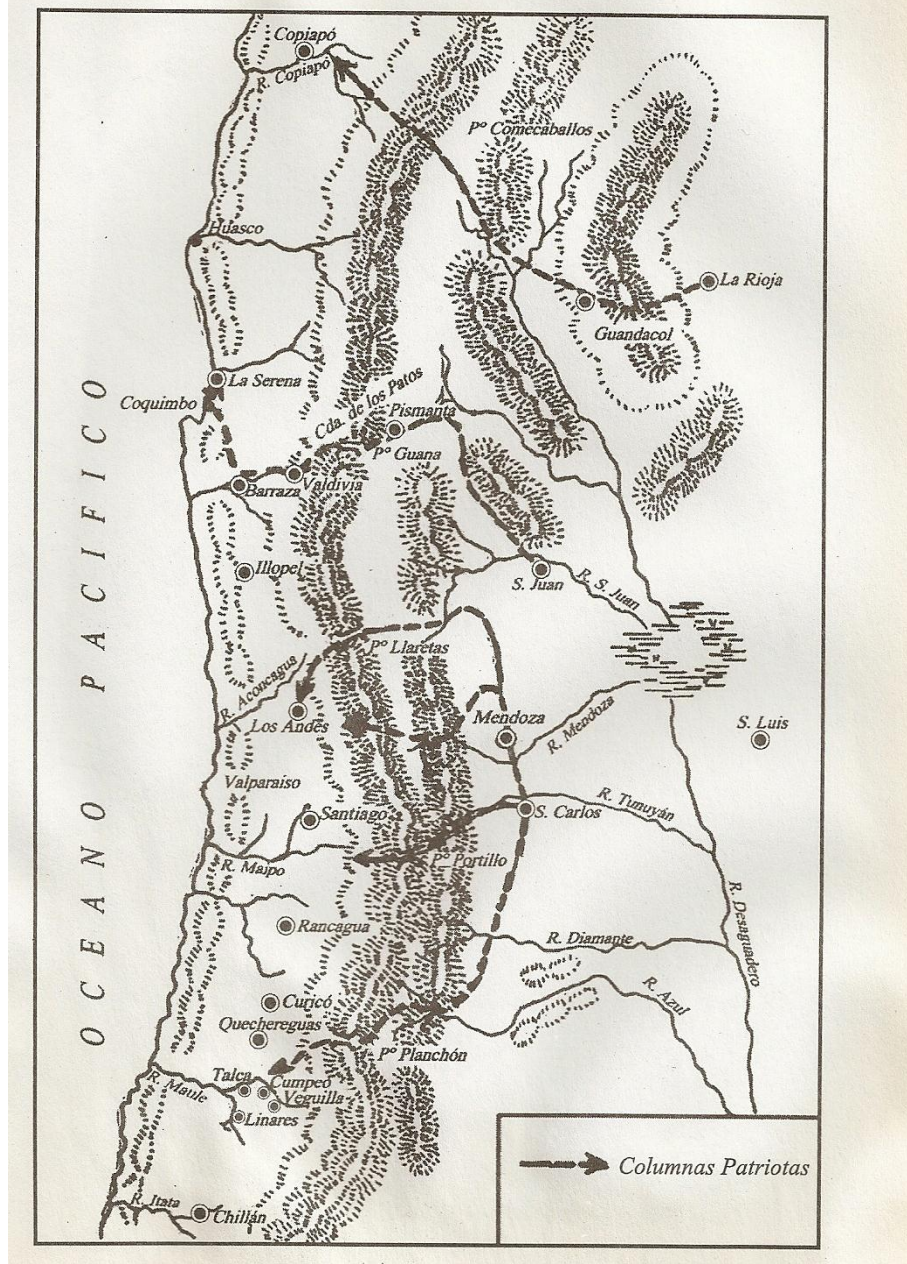 Copiapó
R. Copiapó
Pº Comecaballos
Huasco
La Rioja
Guandacol
La Serena
Coquimbo
Cda. de los Patos
Pismanta
Pº Guana
Barraza
Valdivia
Illopel
S. Juan
R. S. Juan
Pº Llaretas
R. Aconcagua
Los Andes
Mendoza
R. Mendoza
S. Luis
Valparaiso
Santiago
S. Carlos
R. Tunuyán
R. Maipo
Pº Portillo
R. Desaguadero
Rancagua
R. Diamante
R. Azul
Curicó
Quechereguas
Pº Planchón
Talca
Cumpeo
R. Maule
Veguilla
Linares
R. Itata
Chillán
OCEANO PACIFICO
Columnas Patriotas